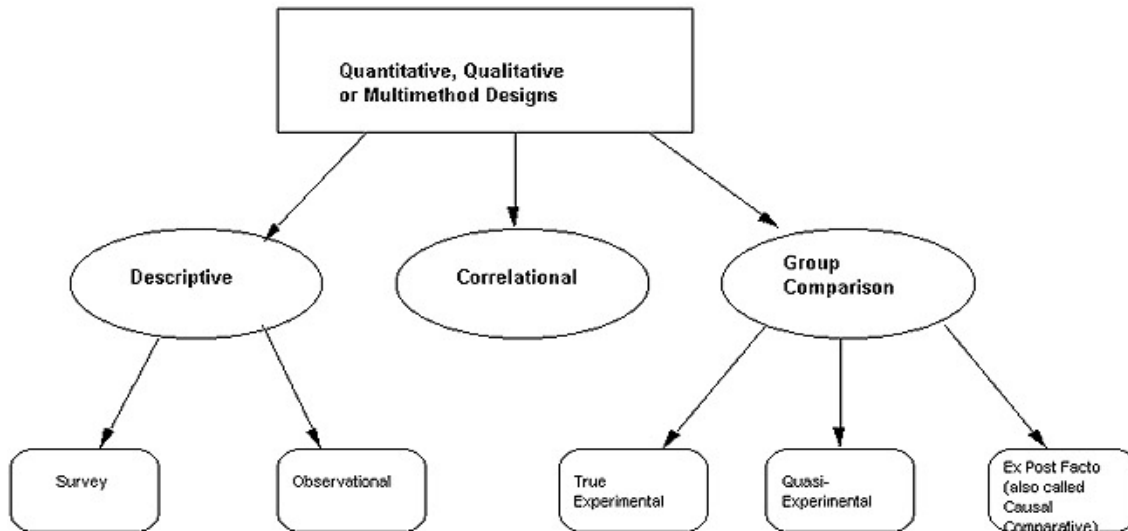 Quantitative, Qualitative
or Multimethod Designs
Descriptive
Correlational
Group
Comparison
Survey
Observational
True
Experimental
Quasi-
Experimental
Ex Post Facto
(also called
Causal
Comparative)